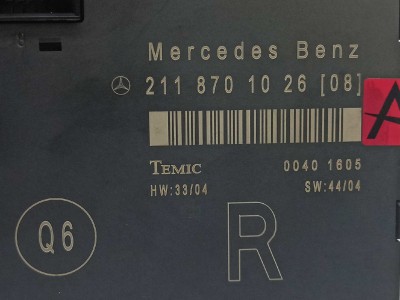 Mercedes Benz
211 870 10 26 [08]
TEMIC 0040 1605
HW:33/04 SW:44/04
Q6 R
A